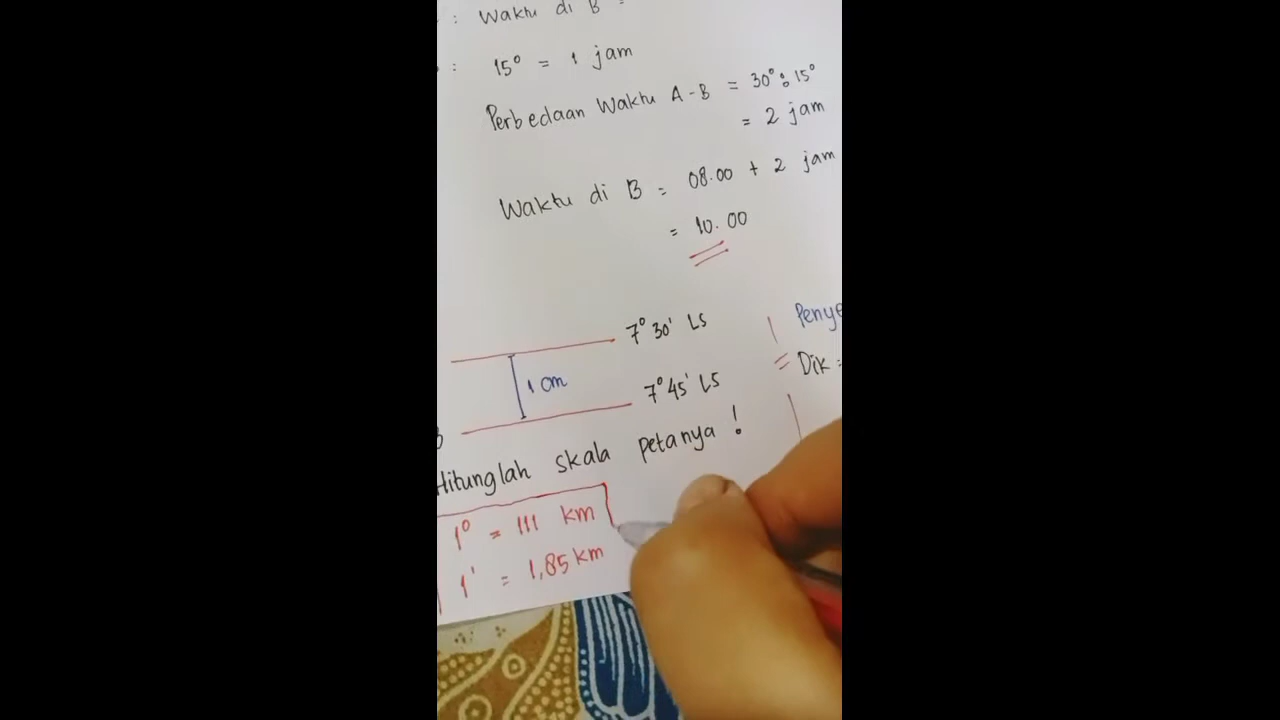 : Waktu di B =
: 15° = 1 jam
Perbedaan Waktu A-B = 30° : 15°
= 2 jam
Waktu di B = 08.00 + 2 jam
= 10.00
7° 30' LS
1 cm
7° 45' LS
B
Hitunglah skala petanya !
1° = 111 km
1' = 1,85 km
Dik :